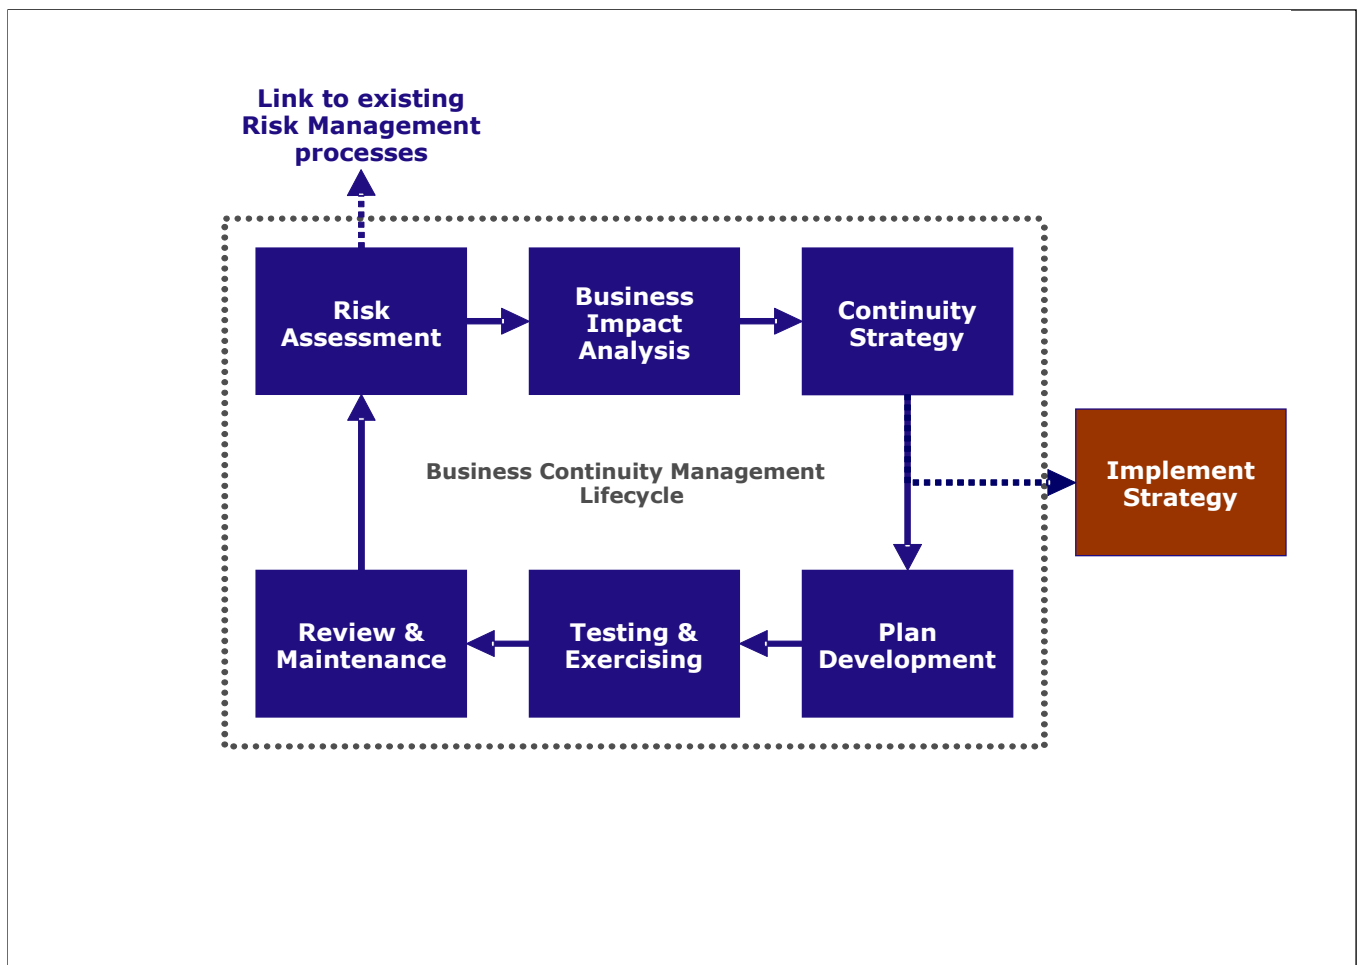 Link to existing
Risk Management
processes
Risk
Assessment
Business
Impact
Analysis
Continuity
Strategy
Business Continuity Management
Lifecycle
Implement
Strategy
Review &
Maintenance
Testing &
Exercising
Plan
Development